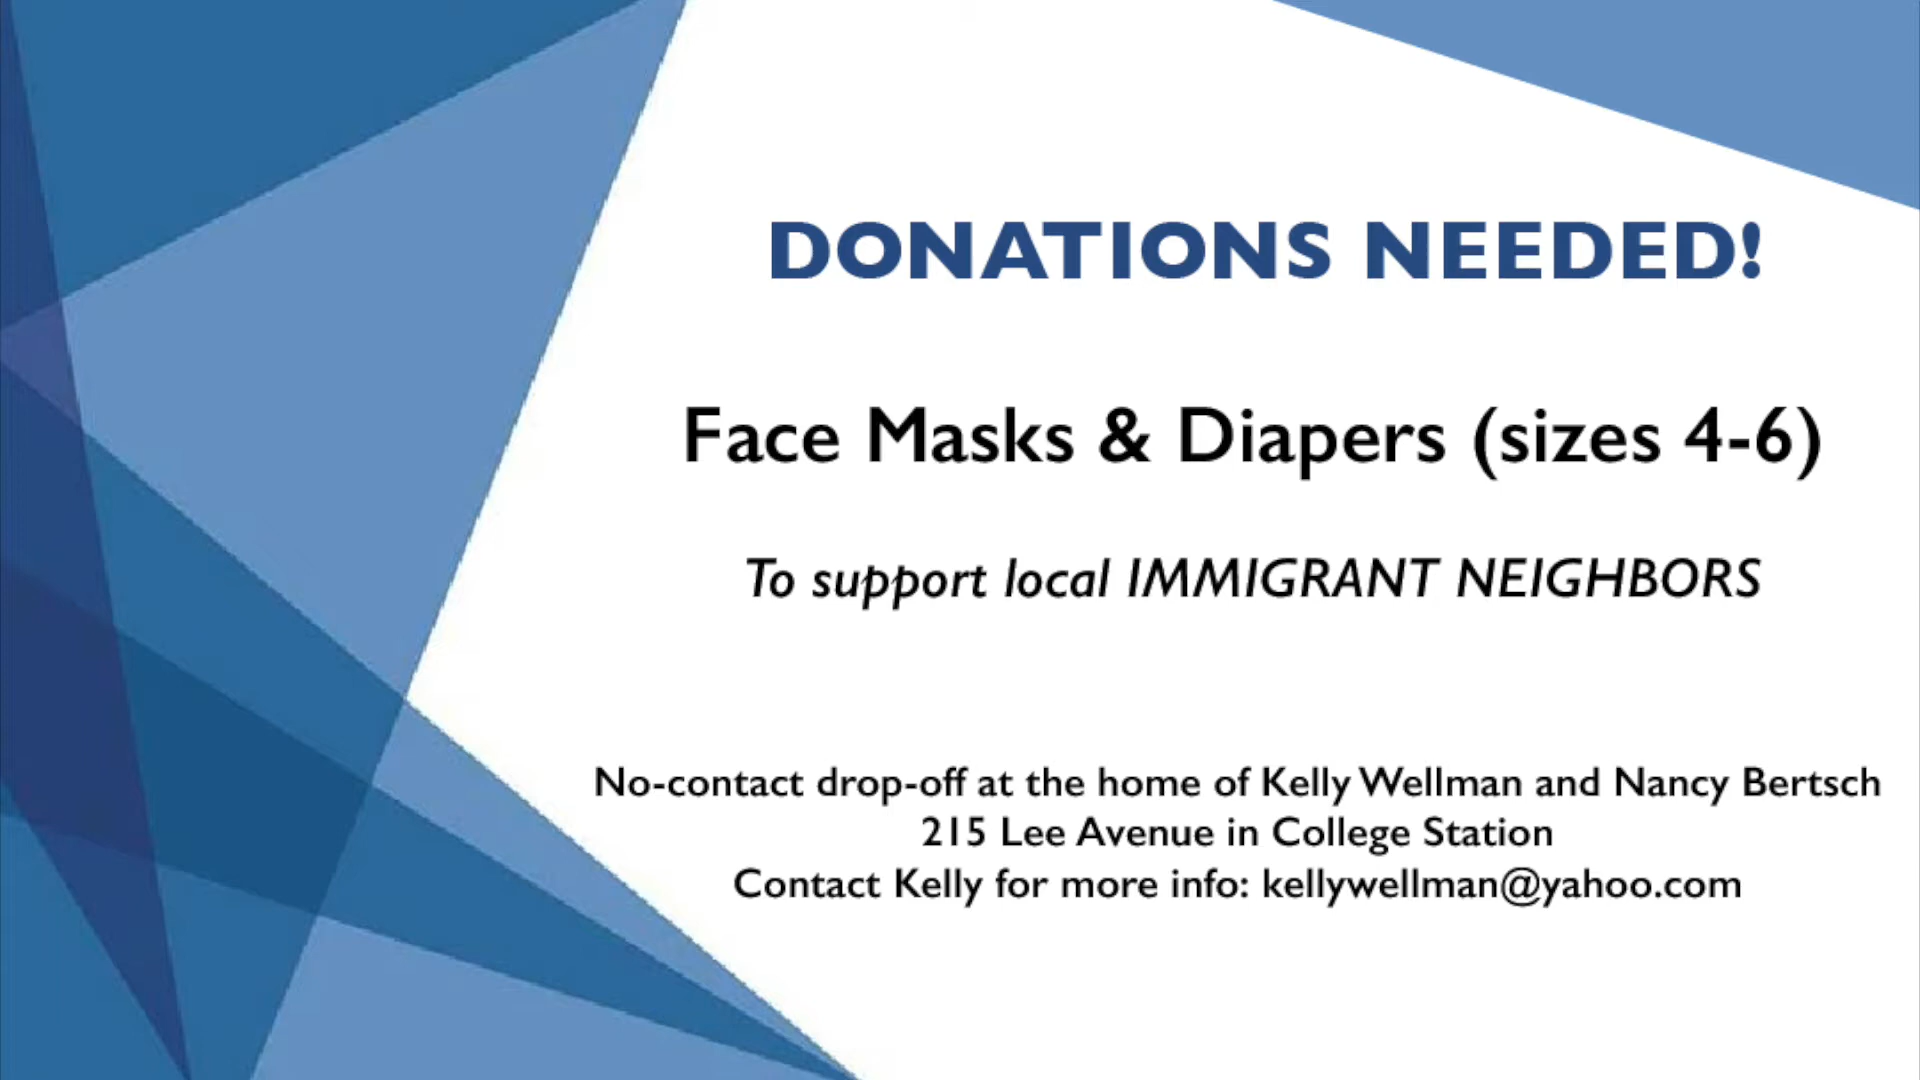 DONATIONS NEEDED!
Face Masks & Diapers (sizes 4-6)
To support local IMMIGRANT NEIGHBORS
No-contact drop-off at the home of Kelly Wellman and Nancy Bertsch
215 Lee Avenue in College Station
Contact Kelly for more info: kellywellman@yahoo.com